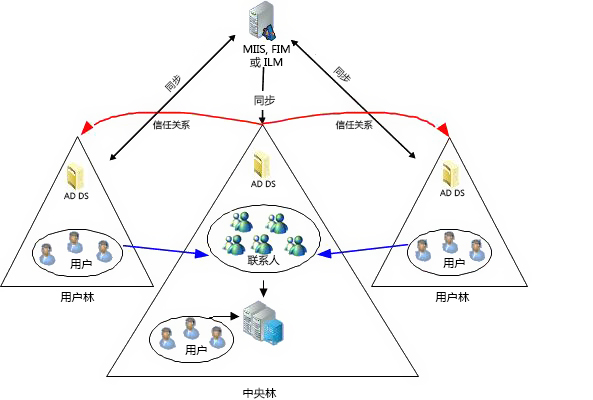 MIIS, FIM
或 ILM
同步
同步
同步
信任关系
信任关系
AD DS
AD DS
AD DS
用户
联系人
用户
用户林
用户林
用户
中央林